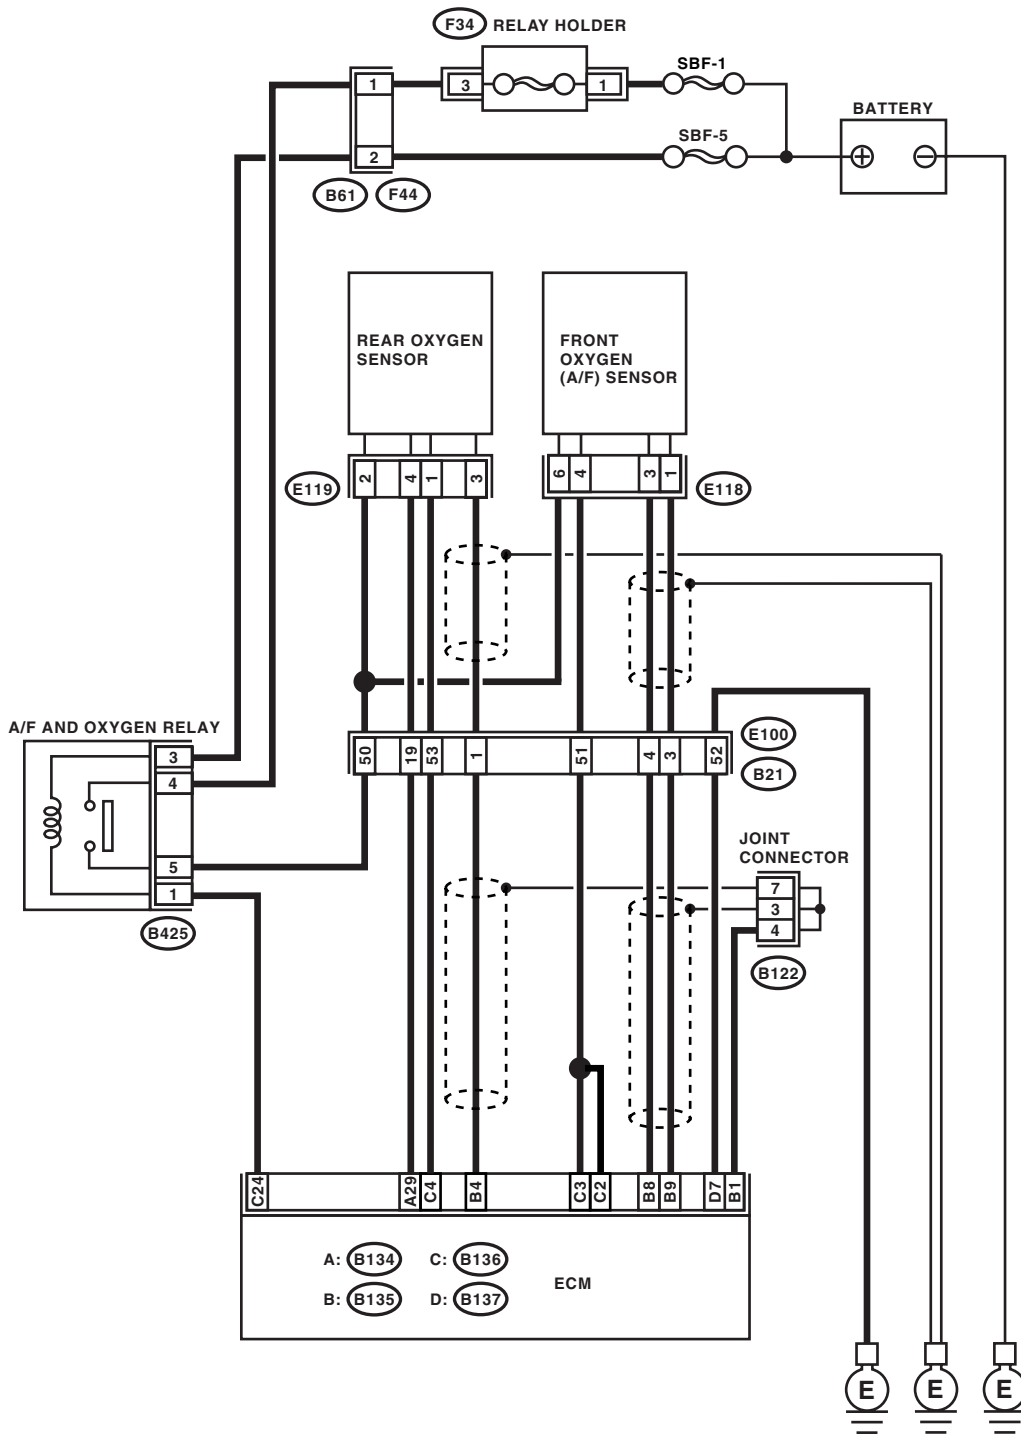 F34 RELAY HOLDER
SBF-1
1 3 1
BATTERY
SBF-5
2
B61 F44
REAR OXYGEN
SENSOR
FRONT
OXYGEN
(A/F) SENSOR
E119 2 4 1 3
6 4 3 1 E118
A/F AND OXYGEN RELAY
E100
3
50 19 53 1 51 4 3 52
B21
4
JOINT
CONNECTOR
5
7
1
3
4
B425
B122
C24 A29 C4 B4 C3 C2 B8 B9 D7 B1
A: B134 C: B136
ECM
B: B135 D: B137
E E E